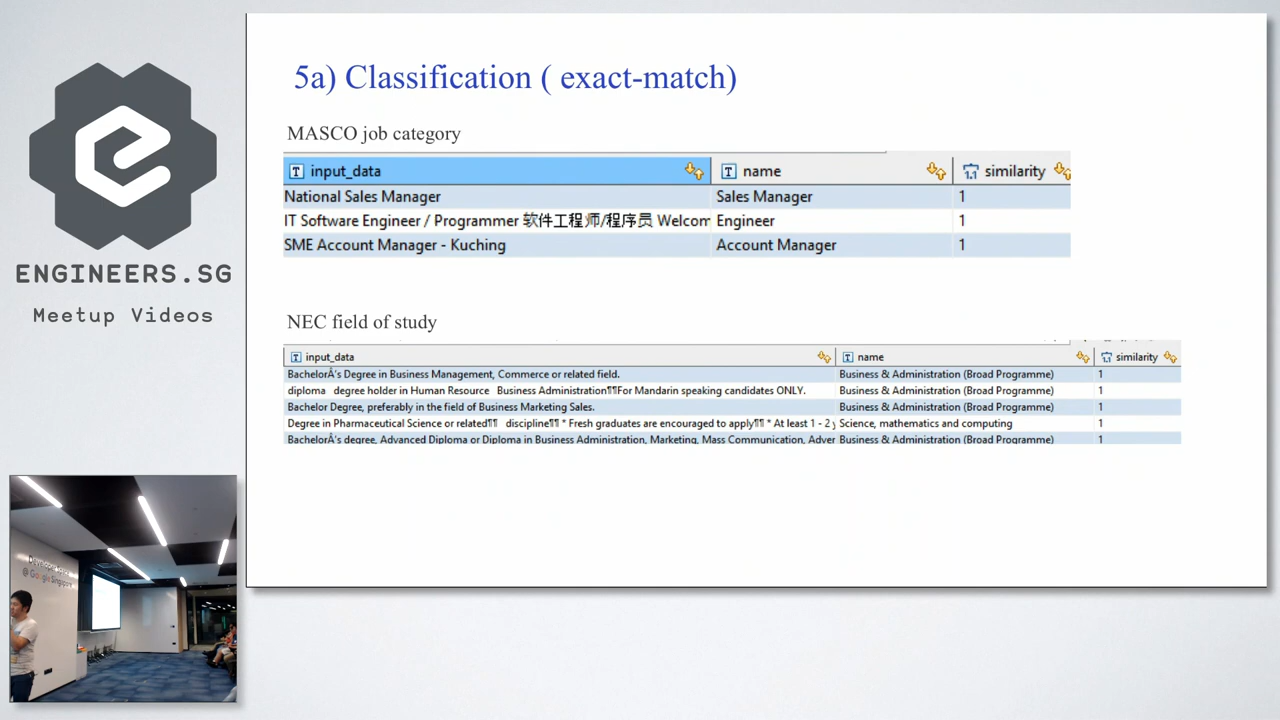 5a) Classification ( exact-match)
MASCO job category
input_data name similarity
National Sales Manager Sales Manager 1
IT Software Engineer / Programmer 软件工程师/程序员 Welcom Engineer 1
SME Account Manager - Kuching Account Manager 1
NEC field of study
input_data name similarity
BachelorÂ's Degree in Business Management, Commerce or related field. Business & Administration (Broad Programme) 1
diploma degree holder in Human Resource Business Administration¶¶For Mandarin speaking candidates ONLY. Business & Administration (Broad Programme) 1
Bachelor Degree, preferably in the field of Business Marketing Sales. Business & Administration (Broad Programme) 1
Degree in Pharmaceutical Science or related¶¶ discipline¶¶ * Fresh graduates are encouraged to apply¶¶ * At least 1 - 2 y Science, mathematics and computing 1
BachelorÂ's degree, Advanced Diploma or Diploma in Business Administration, Marketing, Mass Communication, Adver Business & Administration (Broad Programme) 1
ENGINEERS.SG
Meetup Videos
@ Google Singapore